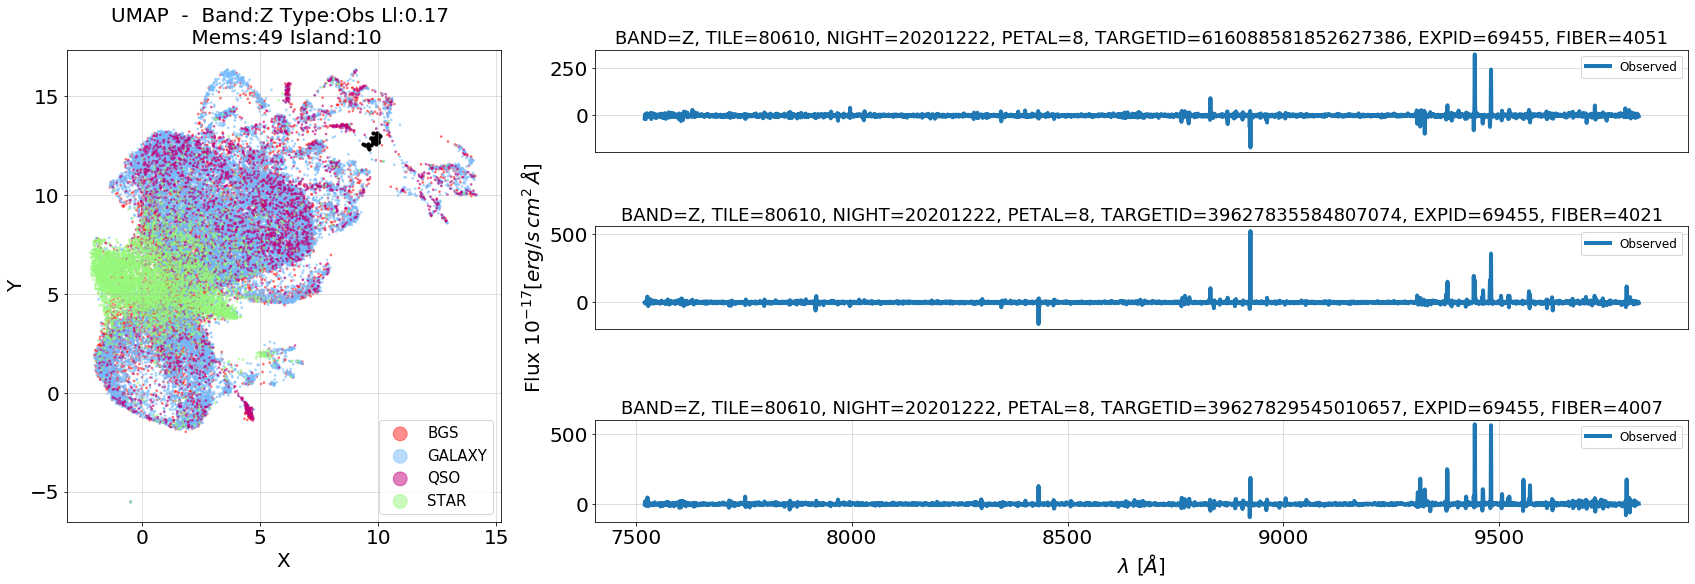 UMAP - Band:Z Type:Obs Ll:0.17
Mems:49 Island:10
Y
15
10
5
0
−5
0
5
10
15
X
BGS
GALAXY
QSO
STAR
Flux 10⁻¹⁷[erg/s cm² Å]
BAND=Z, TILE=80610, NIGHT=20201222, PETAL=8, TARGETID=616088581852627386, EXPID=69455, FIBER=4051
250
0
Observed
BAND=Z, TILE=80610, NIGHT=20201222, PETAL=8, TARGETID=39627835584807074, EXPID=69455, FIBER=4021
500
0
Observed
BAND=Z, TILE=80610, NIGHT=20201222, PETAL=8, TARGETID=39627829545010657, EXPID=69455, FIBER=4007
500
0
Observed
7500
8000
8500
9000
9500
λ [Å]